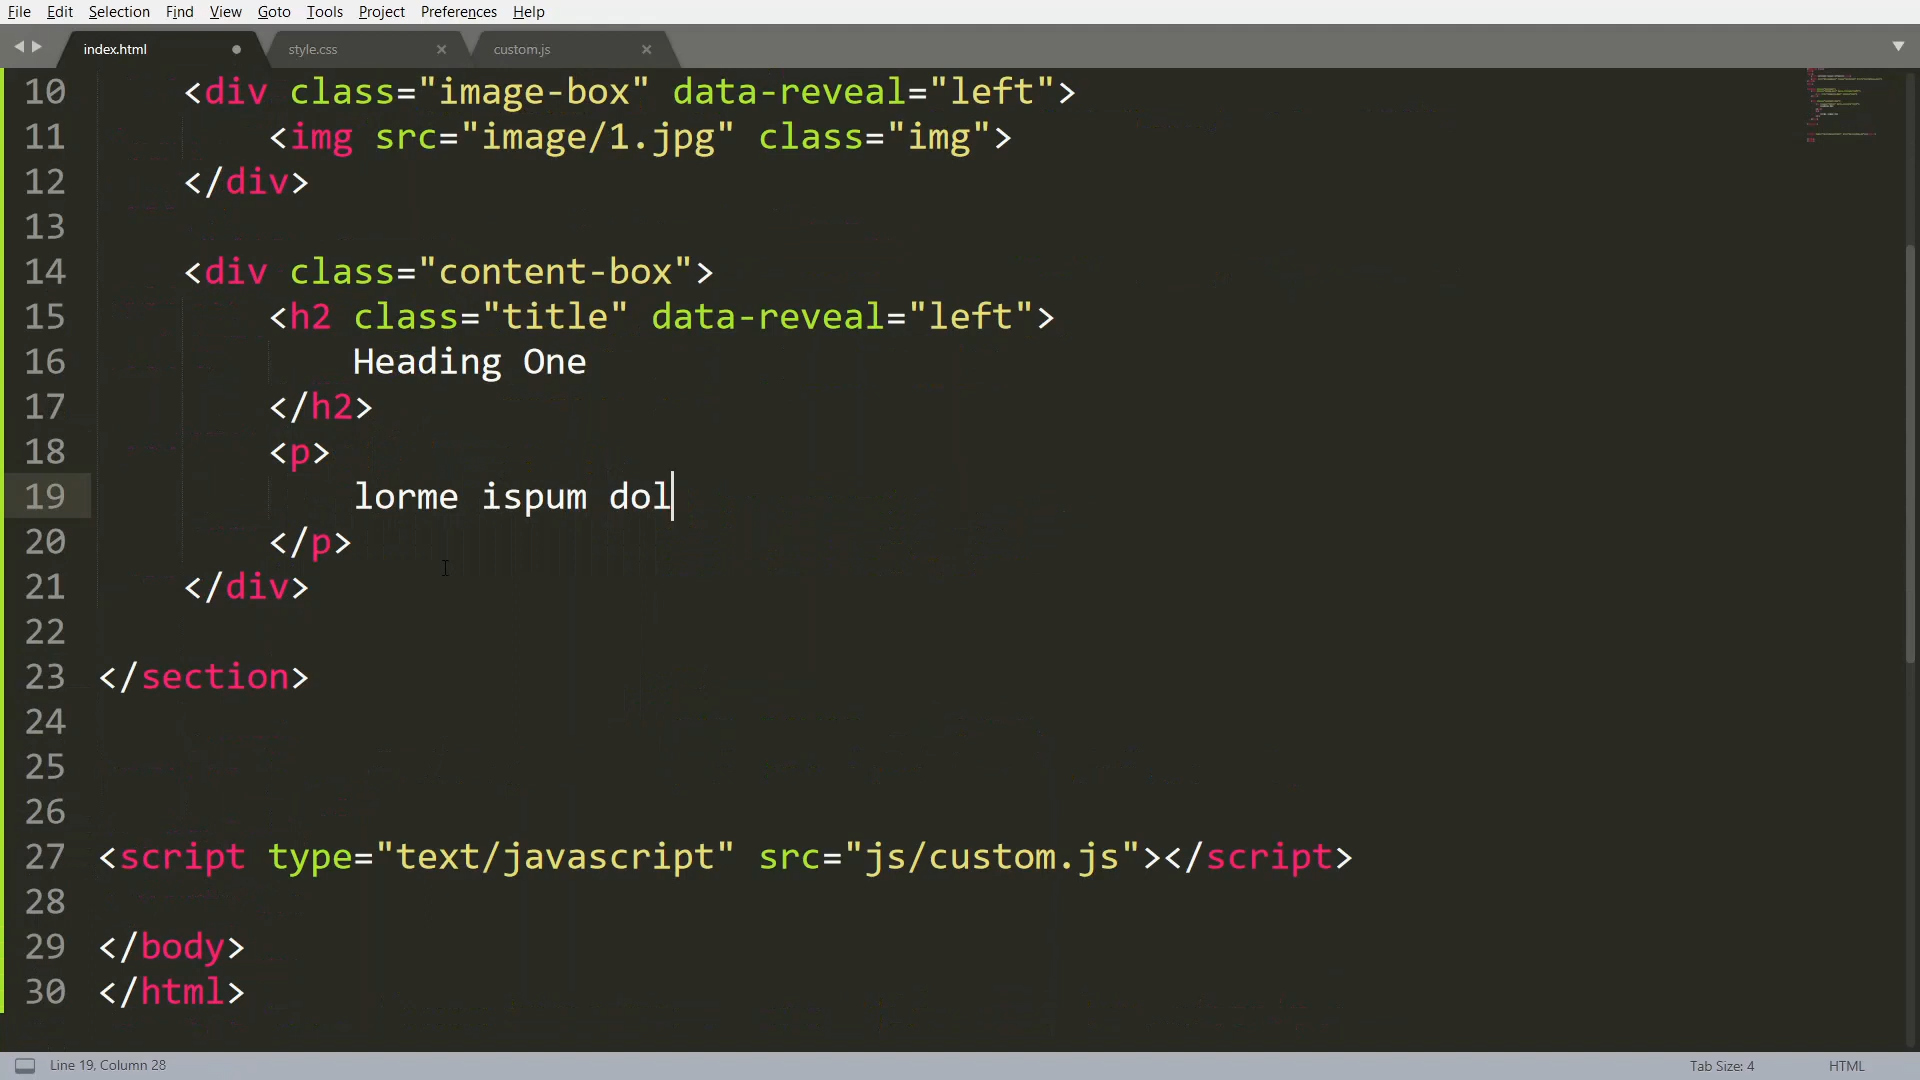 File Edit Selection Find View Goto Tools Project Preferences Help
index.html style.css custom.js
10 <div class="image-box" data-reveal="left">
11 <img src="image/1.jpg" class="img">
12 </div>
13
14 <div class="content-box">
15 <h2 class="title" data-reveal="left">
16 Heading One
17 </h2>
18 <p>
19 lorme ispum dol
20 </p>
21 </div>
22
23 </section>
24
25
26
27 <script type="text/javascript" src="js/custom.js"></script>
28
29 </body>
30 </html>
Line 19, Column 28 Tab Size: 4 HTML